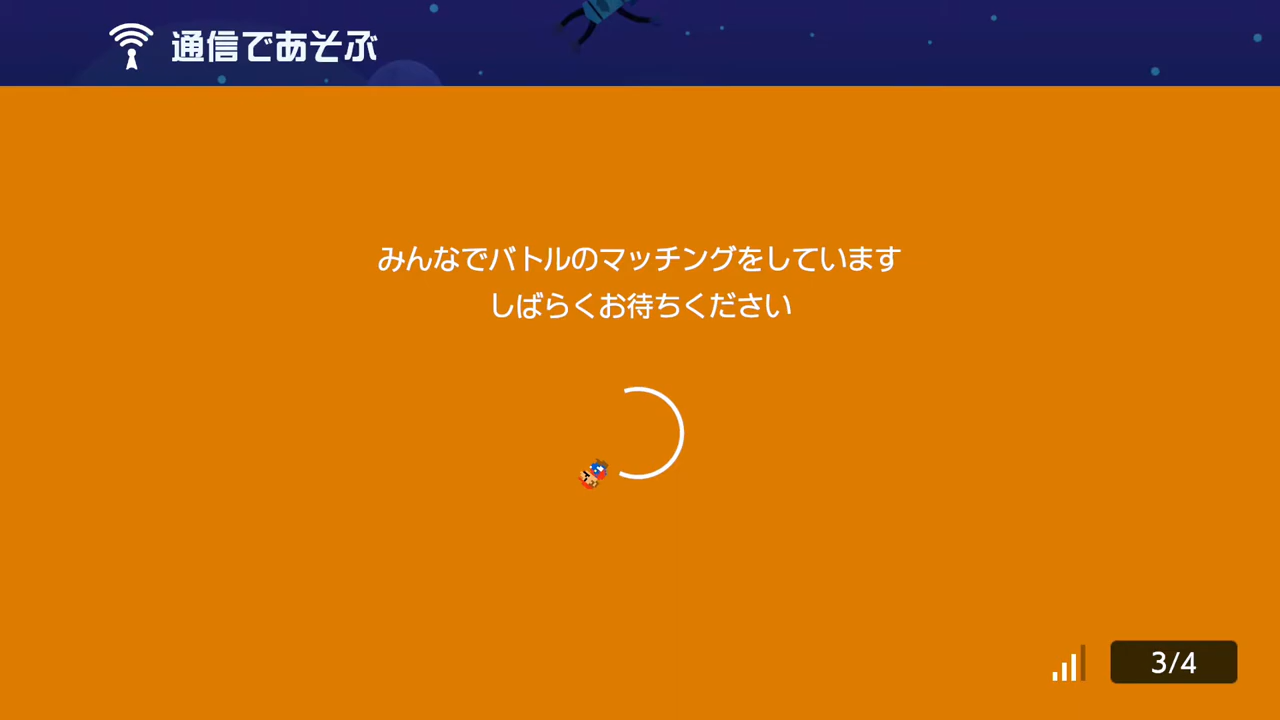 通信であそぶ
みんなでバトルのマッチングをしています
しばらくお待ちください
3/4